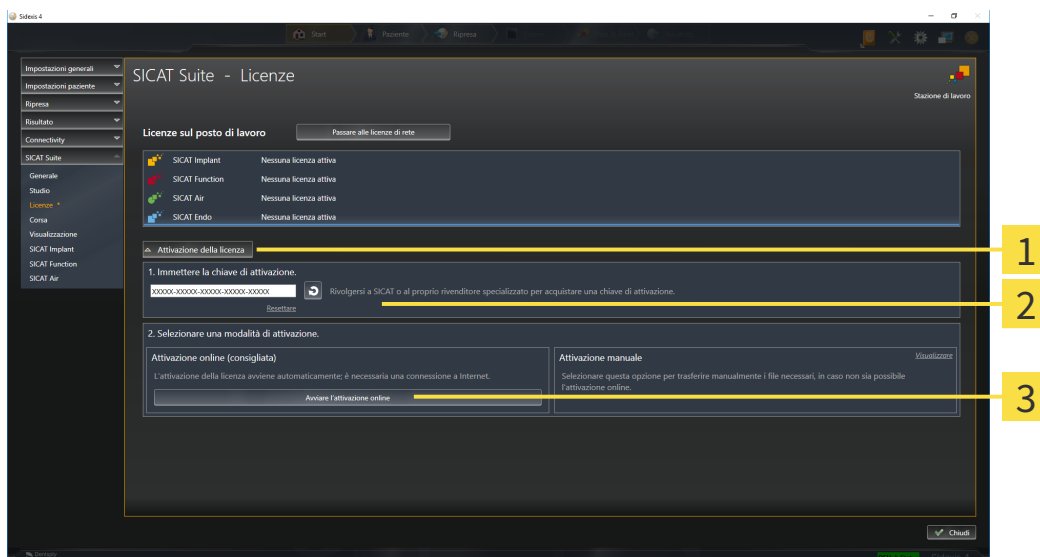 Sidexis 4
Start
Paziente
Ripresa
Impostazioni generali
Impostazioni paziente
Ripresa
Risultato
Connectivity
SICAT Suite
Generale
Studio
Licenze *
Corsa
Visualizzazione
SICAT Implant
SICAT Function
SICAT Air
SICAT Suite - Licenze
Stazione di lavoro
Licenze sul posto di lavoro
Passare alle licenze di rete
SICAT Implant Nessuna licenza attiva
SICAT Function Nessuna licenza attiva
SICAT Air Nessuna licenza attiva
SICAT Endo Nessuna licenza attiva
Attivazione della licenza
1
1. Immettere la chiave di attivazione.
XXXXX-XXXXX-XXXXX-XXXXX-XXXXX
Rivolgersi a SICAT o al proprio rivenditore specializzato per acquistare una chiave di attivazione.
2
Resettare
2. Selezionare una modalità di attivazione.
Attivazione online (consigliata)
L'attivazione della licenza avviene automaticamente; è necessaria una connessione a Internet.
Avviare l'attivazione online
Attivazione manuale
Visualizzare
Selezionare questa opzione per trasferire manualmente i file necessari, in caso non sia possibile
l'attivazione online.
3
Chiudi